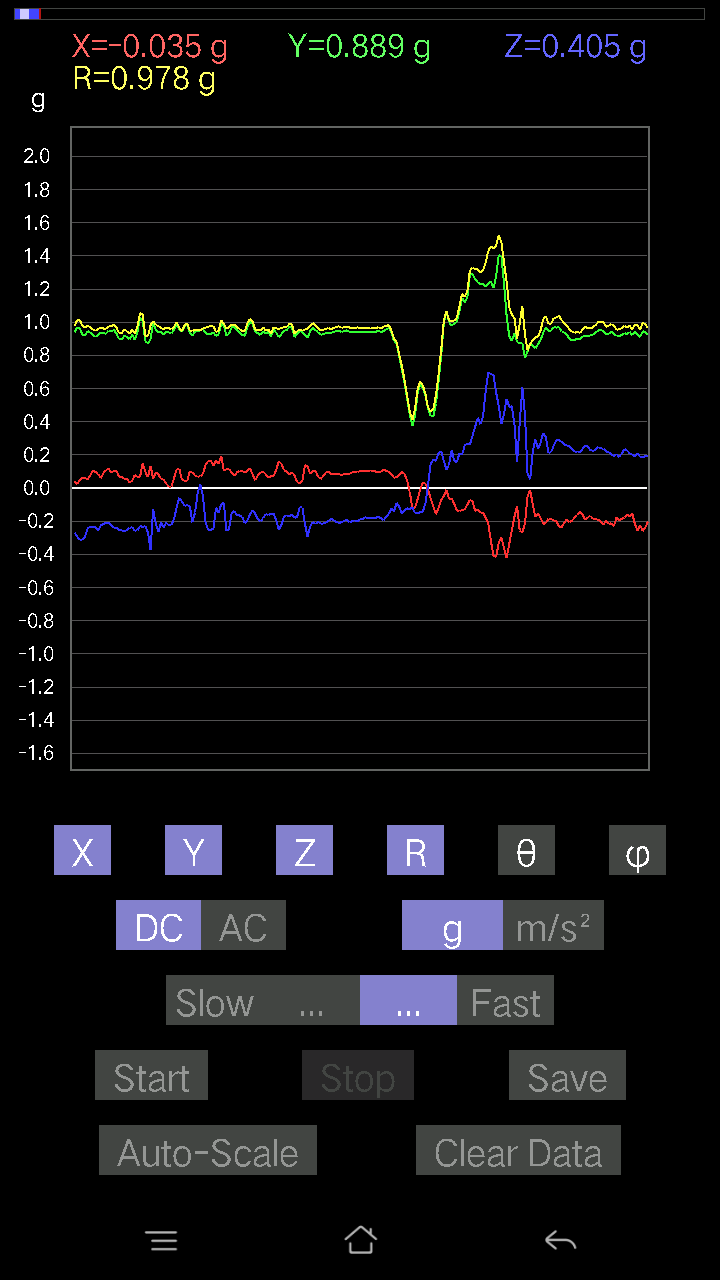 X=-0.035 g Y=0.889 g Z=0.405 g
R=0.978 g
g
2.0
1.8
1.6
1.4
1.2
1.0
0.8
0.6
0.4
0.2
0.0
-0.2
-0.4
-0.6
-0.8
-1.0
-1.2
-1.4
-1.6
X Y Z R θ φ
DC AC g m/s²
Slow ... ... Fast
Start Stop Save
Auto-Scale Clear Data